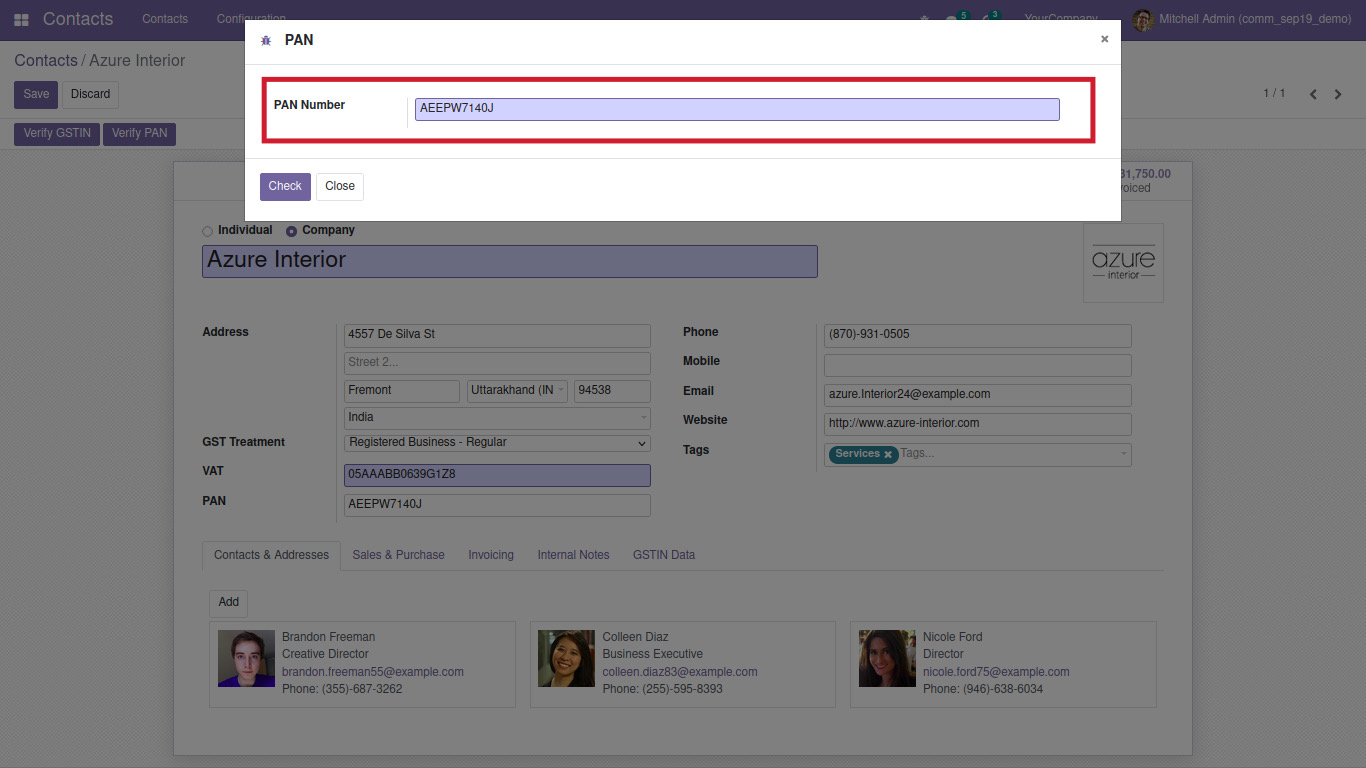 Contacts Contacts Configuration 5 3 YourCompany Mitchell Admin (comm_sep19_demo)
PAN ×
Contacts / Azure Interior
Save Discard 1 / 1
PAN Number AEEPW7140J
Verify GSTIN Verify PAN
Check Close
31,750.00
voiced
Individual Company
Azure Interior
azure
interior
Address 4557 De Silva St
Street 2...
Fremont Uttarakhand (IN 94538
India
GST Treatment Registered Business - Regular
VAT 05AAABB0639G1Z8
PAN AEEPW7140J
Phone (870)-931-0505
Mobile
Email azure.Interior24@example.com
Website http://www.azure-interior.com
Tags Services × Tags...
Contacts & Addresses Sales & Purchase Invoicing Internal Notes GSTIN Data
Add
Brandon Freeman
Creative Director
brandon.freeman55@example.com
Phone: (355)-687-3262
Colleen Diaz
Business Executive
colleen.diaz83@example.com
Phone: (255)-595-8393
Nicole Ford
Director
nicole.ford75@example.com
Phone: (946)-638-6034